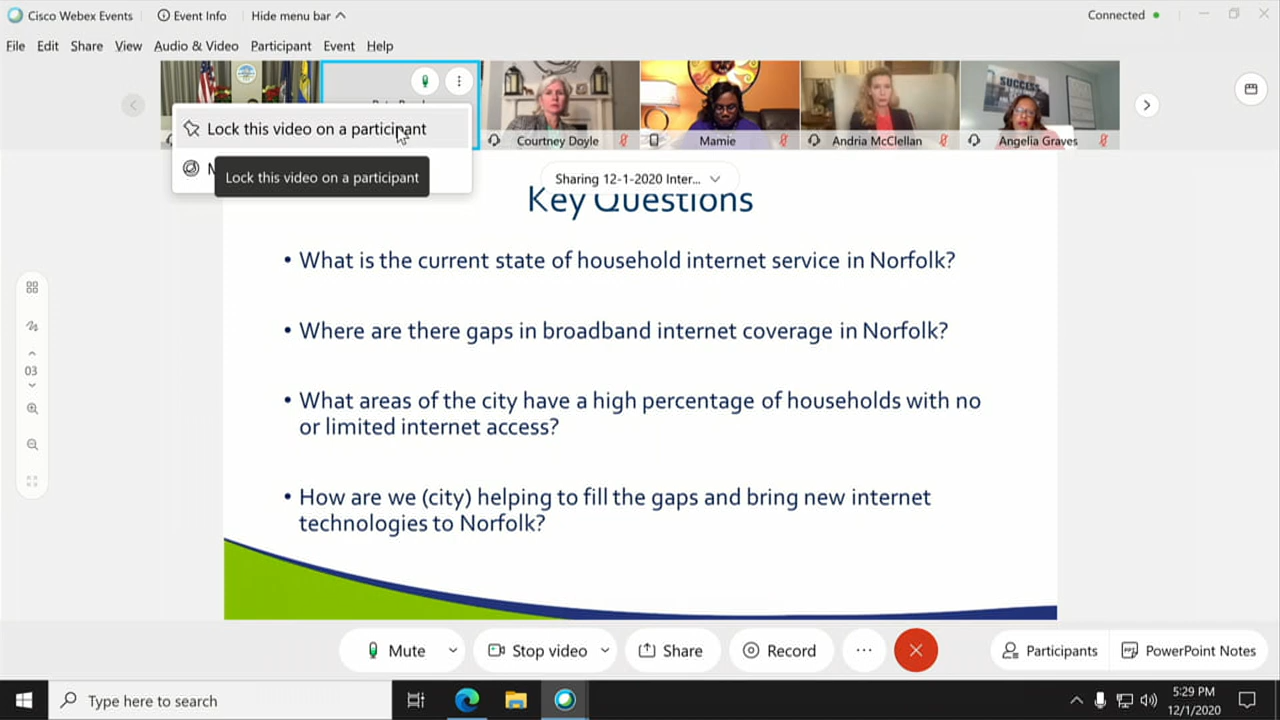 Cisco Webex Events
Event Info
Hide menu bar
Connected
File Edit Share View Audio & Video Participant Event Help
SUCCESS
Lock this video on a participant
Lock this video on a participant
Courtney Doyle
Mamie
Andria McClellan
Angelia Graves
Sharing 12-1-2020 Inter...
Key Questions
• What is the current state of household internet service in Norfolk?
• Where are there gaps in broadband internet coverage in Norfolk?
• What areas of the city have a high percentage of households with no
or limited internet access?
• How are we (city) helping to fill the gaps and bring new internet
technologies to Norfolk?
03
Mute
Stop video
Share
Record
Participants
PowerPoint Notes
Type here to search
5:29 PM
12/1/2020